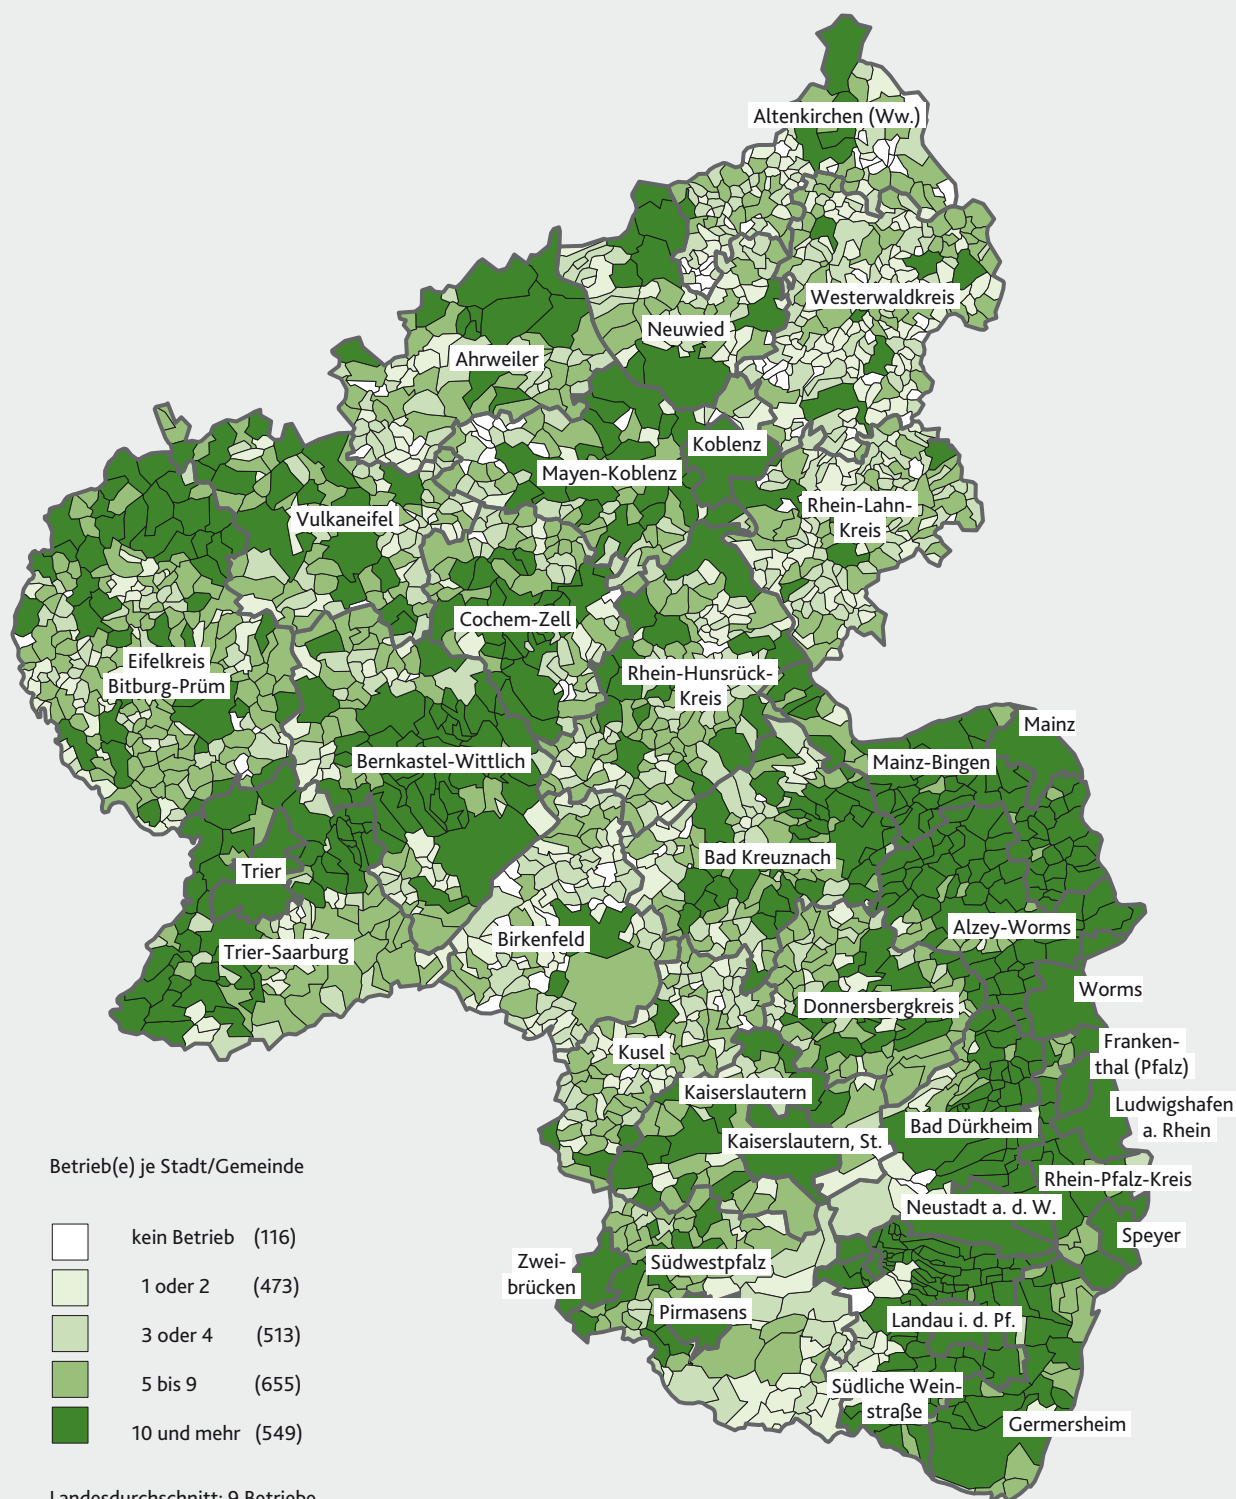 Altenkirchen (Ww.)
Westerwaldkreis
Neuwied
Ahrweiler
Koblenz
Mayen-Koblenz
Rhein-Lahn-
Kreis
Vulkaneifel
Cochem-Zell
Eifelkreis
Bitburg-Prüm
Rhein-Hunsrück-
Kreis
Mainz
Bernkastel-Wittlich
Mainz-Bingen
Bad Kreuznach
Trier
Alzey-Worms
Birkenfeld
Trier-Saarburg
Worms
Donnersbergkreis
Franken-
thal (Pfalz)
Kusel
Kaiserslautern
Ludwigshafen
a. Rhein
Bad Dürkheim
Kaiserslautern, St.
Rhein-Pfalz-Kreis
Neustadt a. d. W.
Speyer
Zwei-
brücken
Südwestpfalz
Pirmasens
Landau i. d. Pf.
Südliche Wein-
straße
Germersheim
Betrieb(e) je Stadt/Gemeinde
kein Betrieb (116)
1 oder 2 (473)
3 oder 4 (513)
5 bis 9 (655)
10 und mehr (549)
Landesdurchschnitt: 9 Betriebe